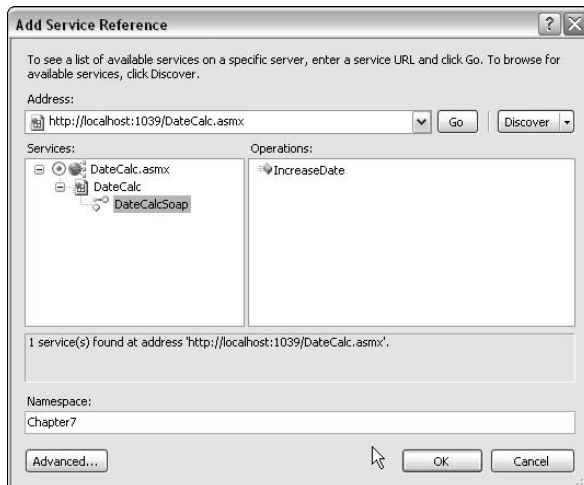 Add Service Reference
To see a list of available services on a specific server, enter a service URL and click Go. To browse for
available services, click Discover.
Address:
http://localhost:1039/DateCalc.asmx
Go
Discover
Services:
Operations:
DateCalc.asmx
DateCalc
DateCalcSoap
IncreaseDate
1 service(s) found at address 'http://localhost:1039/DateCalc.asmx'.
Namespace:
Chapter7
Advanced...
OK
Cancel